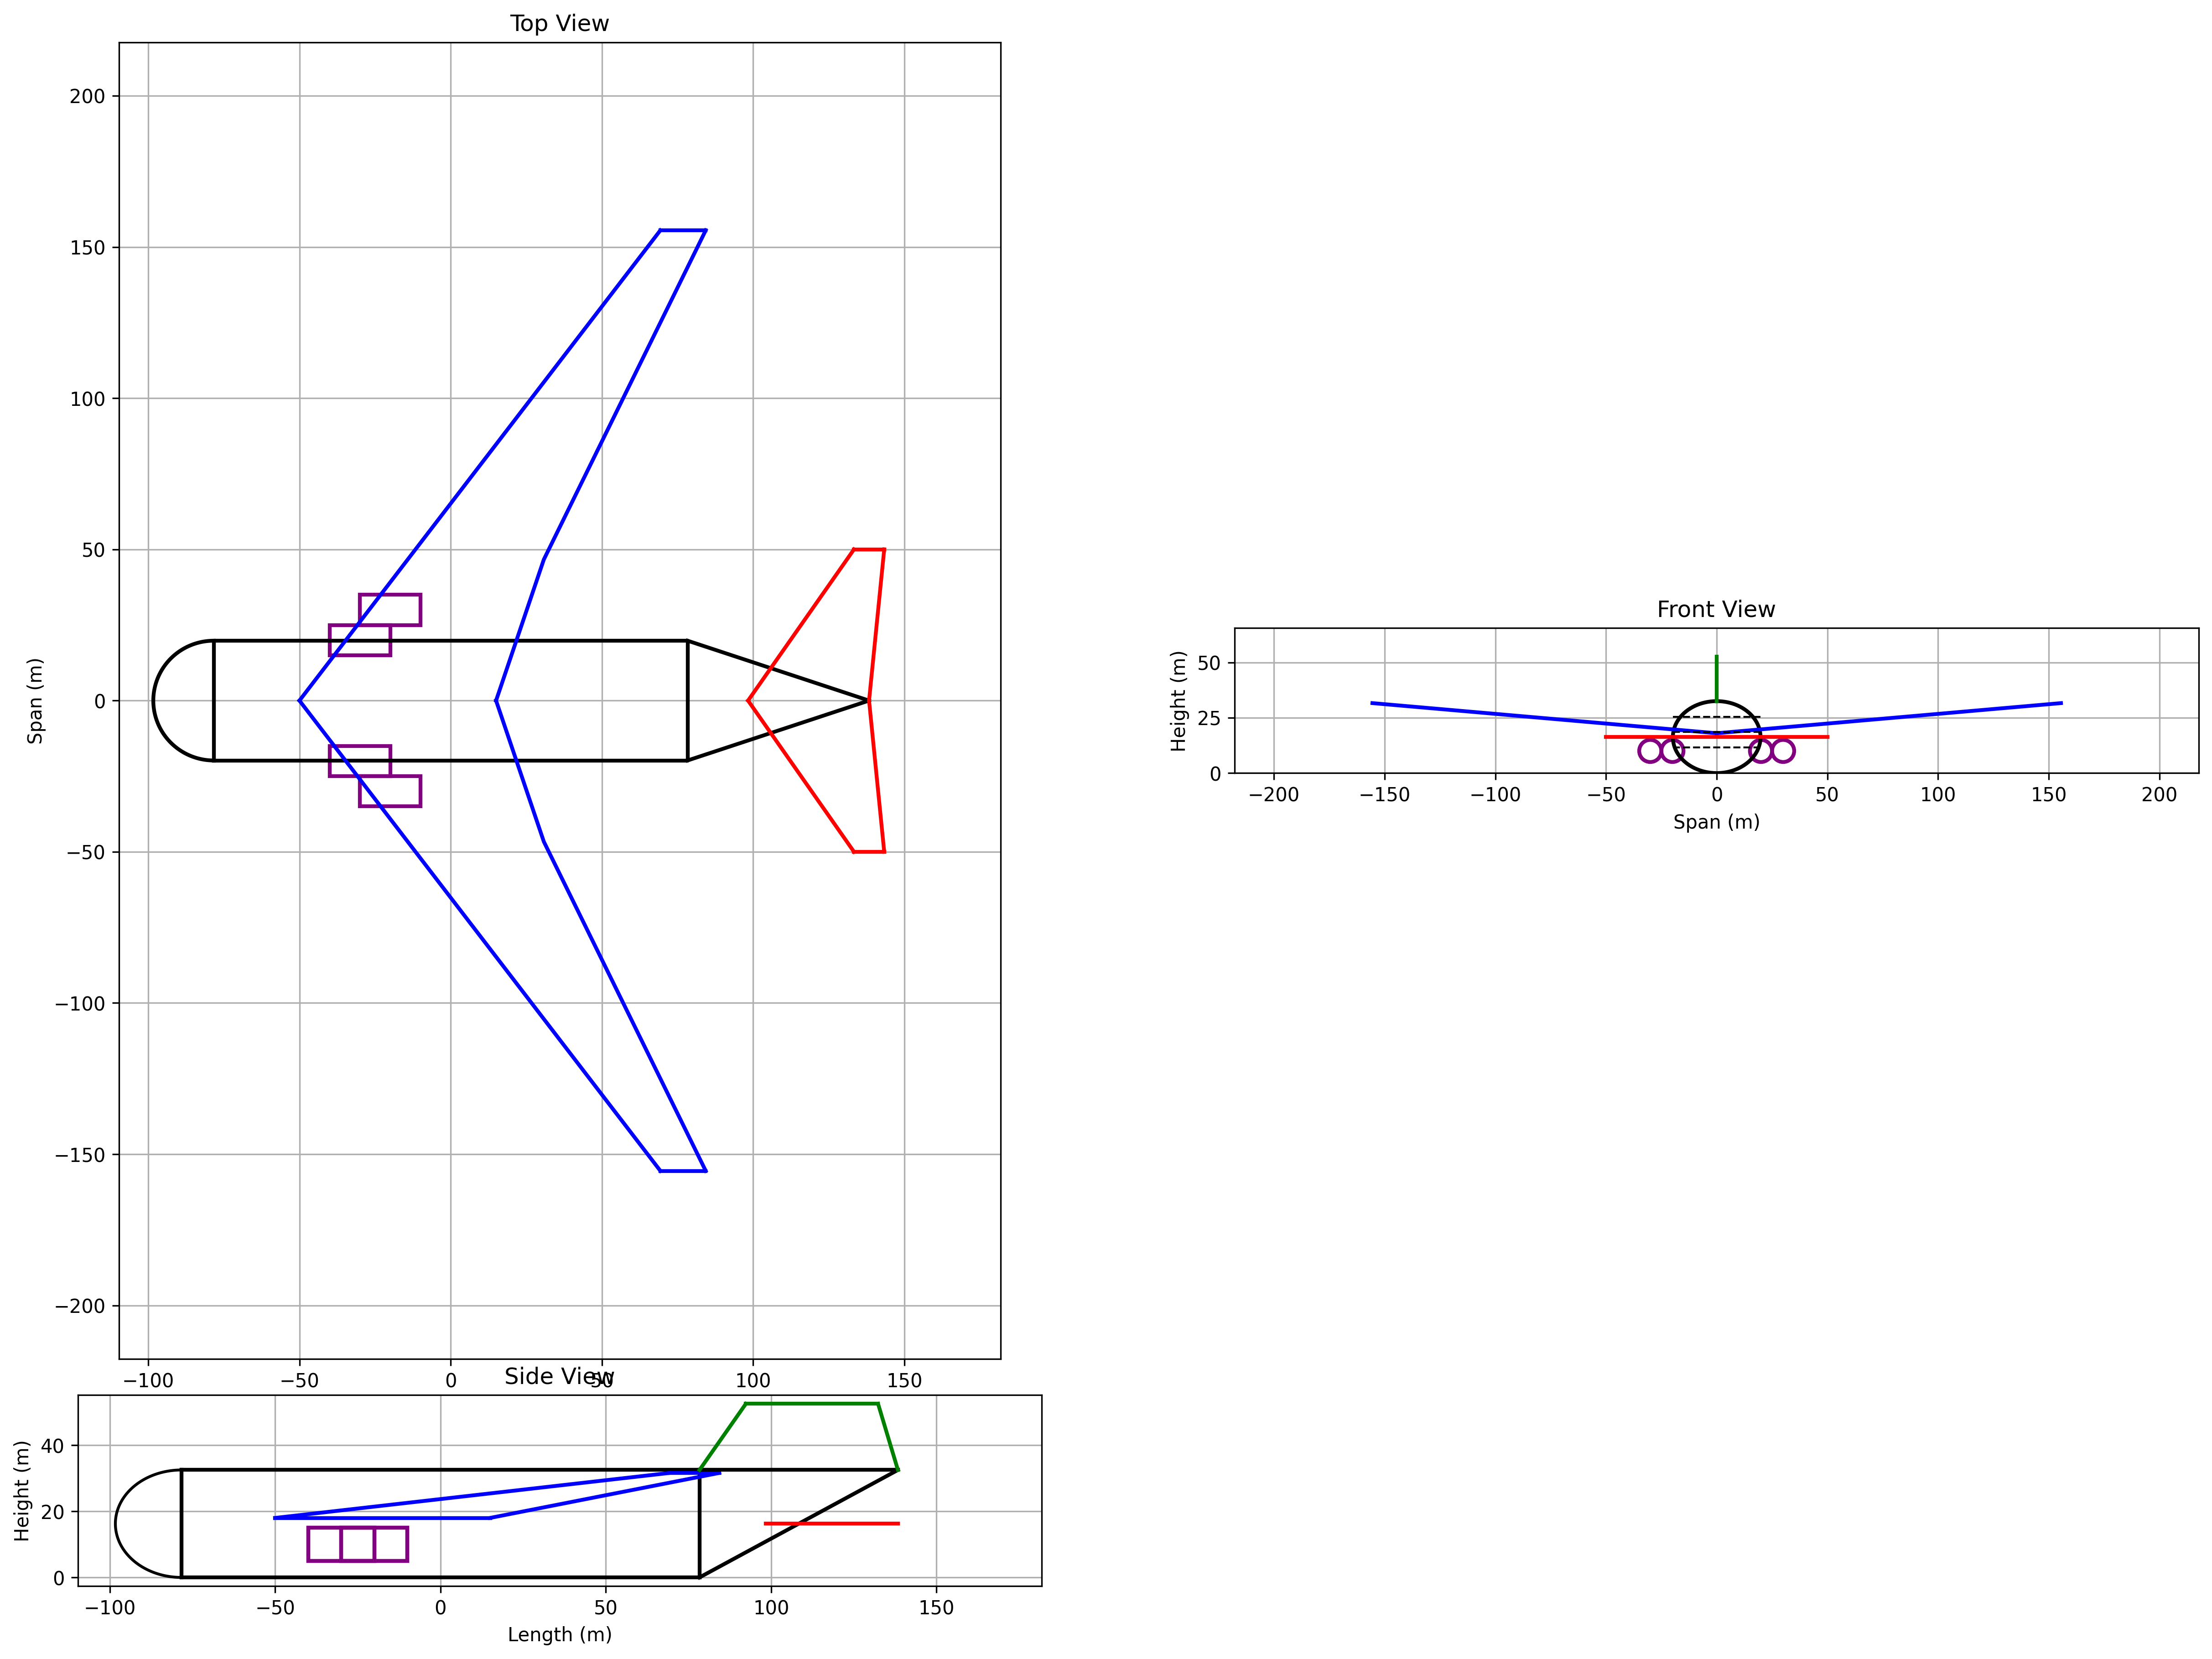 Top View
200
150
100
50
0
−50
−100
−150
−200
Span (m)
−100 −50 0 50 100 150
Front View
50
25
0
Height (m)
−200 −150 −100 −50 0 50 100 150 200
Span (m)
Side View
40
20
0
Height (m)
−100 −50 0 50 100 150
Length (m)